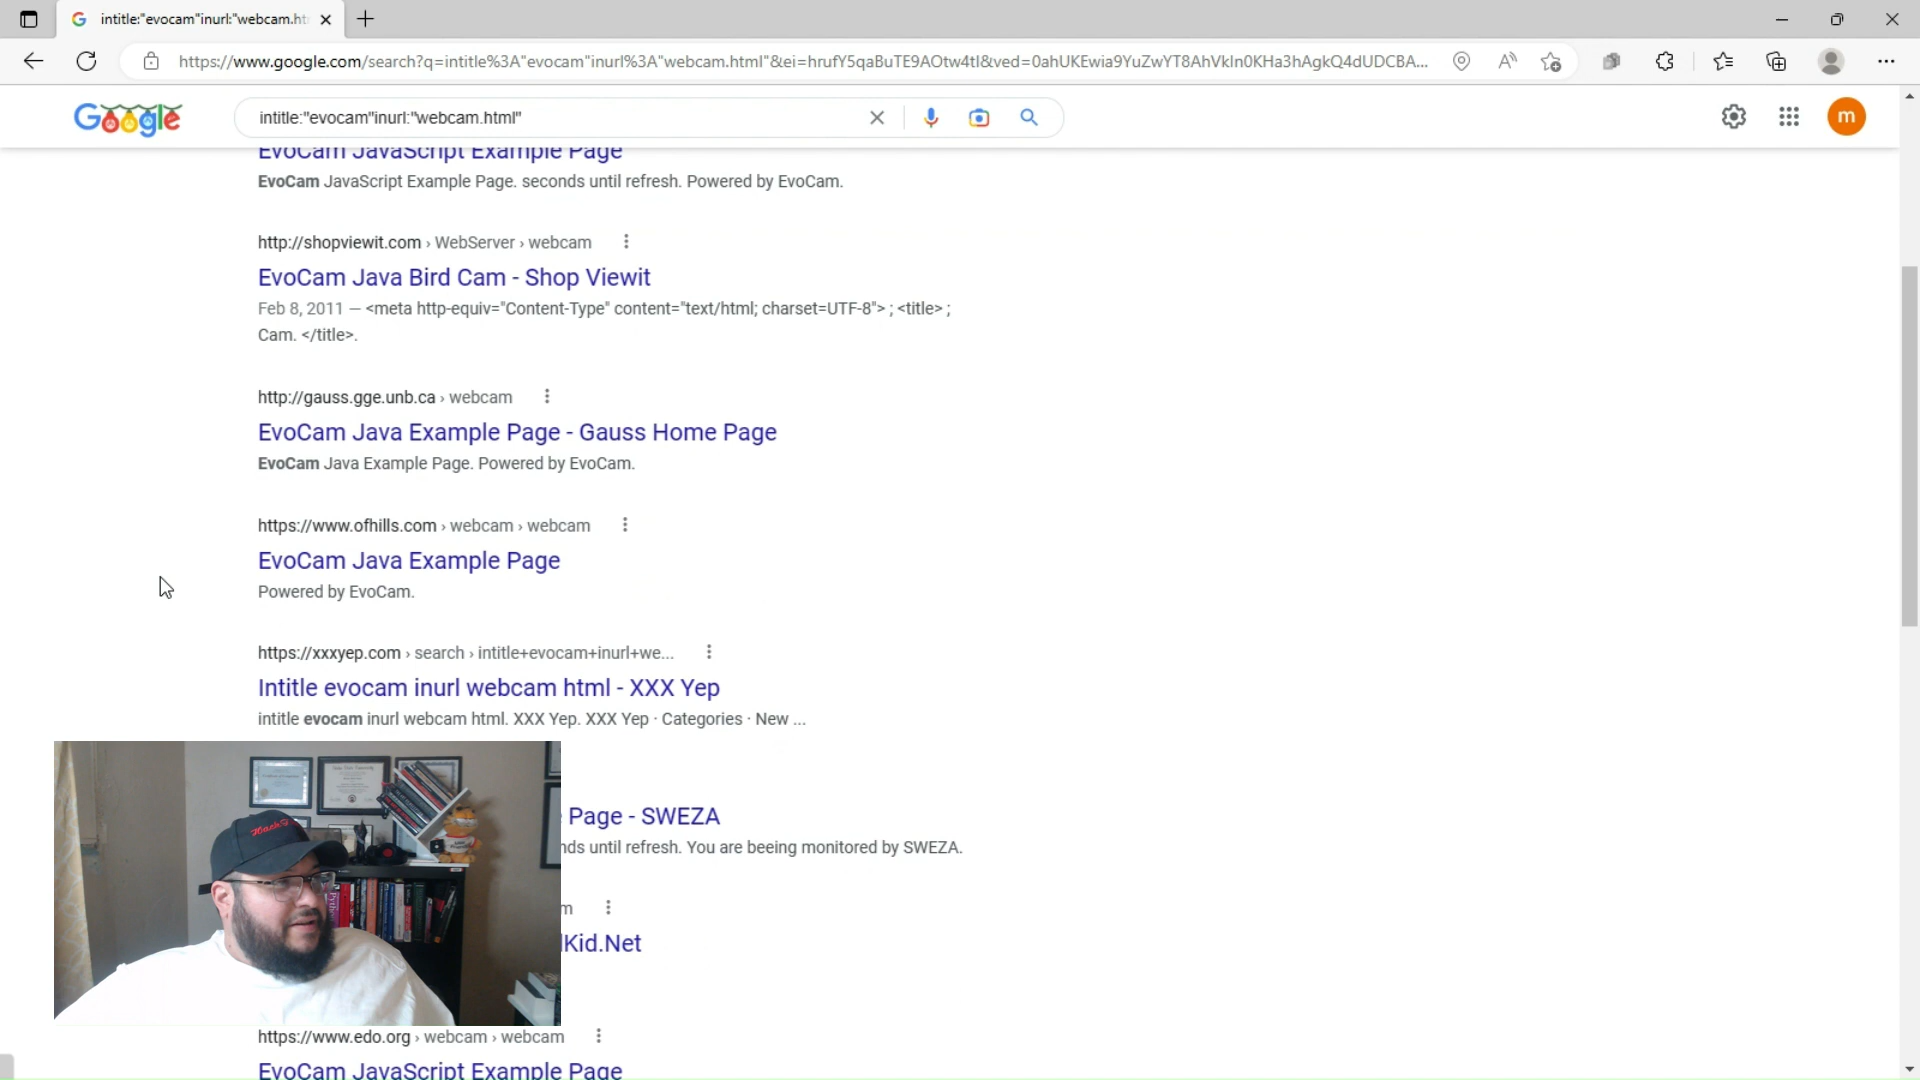 intitle:"evocam"inurl:"webcam.ht
https://www.google.com/search?q=intitle%3A"evocam"inurl%3A"webcam.html"&ei=hrufY5qaBuTE9AOtw4tI&ved=0ahUKEwia9YuZwYT8AhVkIn0KHa3hAgkQ4dUDCBA...
Google
intitle:"evocam"inurl:"webcam.html"
m
EvoCam JavaScript Example Page
EvoCam JavaScript Example Page. seconds until refresh. Powered by EvoCam.
http://shopviewit.com › WebServer › webcam
EvoCam Java Bird Cam - Shop Viewit
Feb 8, 2011 — <meta http-equiv="Content-Type" content="text/html; charset=UTF-8"> ; <title> ;
Cam. </title>.
http://gauss.gge.unb.ca › webcam
EvoCam Java Example Page - Gauss Home Page
EvoCam Java Example Page. Powered by EvoCam.
https://www.ofhills.com › webcam › webcam
EvoCam Java Example Page
Powered by EvoCam.
https://xxxyep.com › search › intitle+evocam+inurl+we...
Intitle evocam inurl webcam html - XXX Yep
intitle evocam inurl webcam html. XXX Yep. XXX Yep · Categories · New ...
Page - SWEZA
nds until refresh. You are beeing monitored by SWEZA.
m
Kid.Net
https://www.edo.org › webcam › webcam
EvoCam JavaScript Example Page